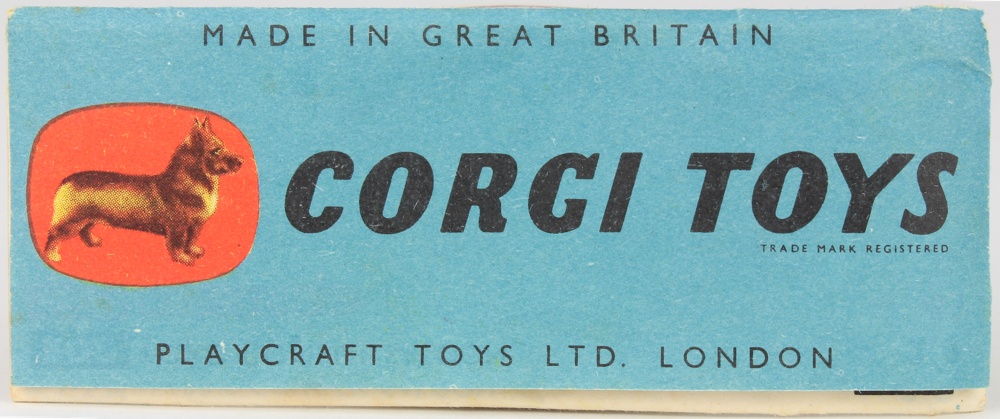 MADE IN GREAT BRITAIN
CORGI TOYS
TRADE MARK REGISTERED
PLAYCRAFT TOYS LTD. LONDON